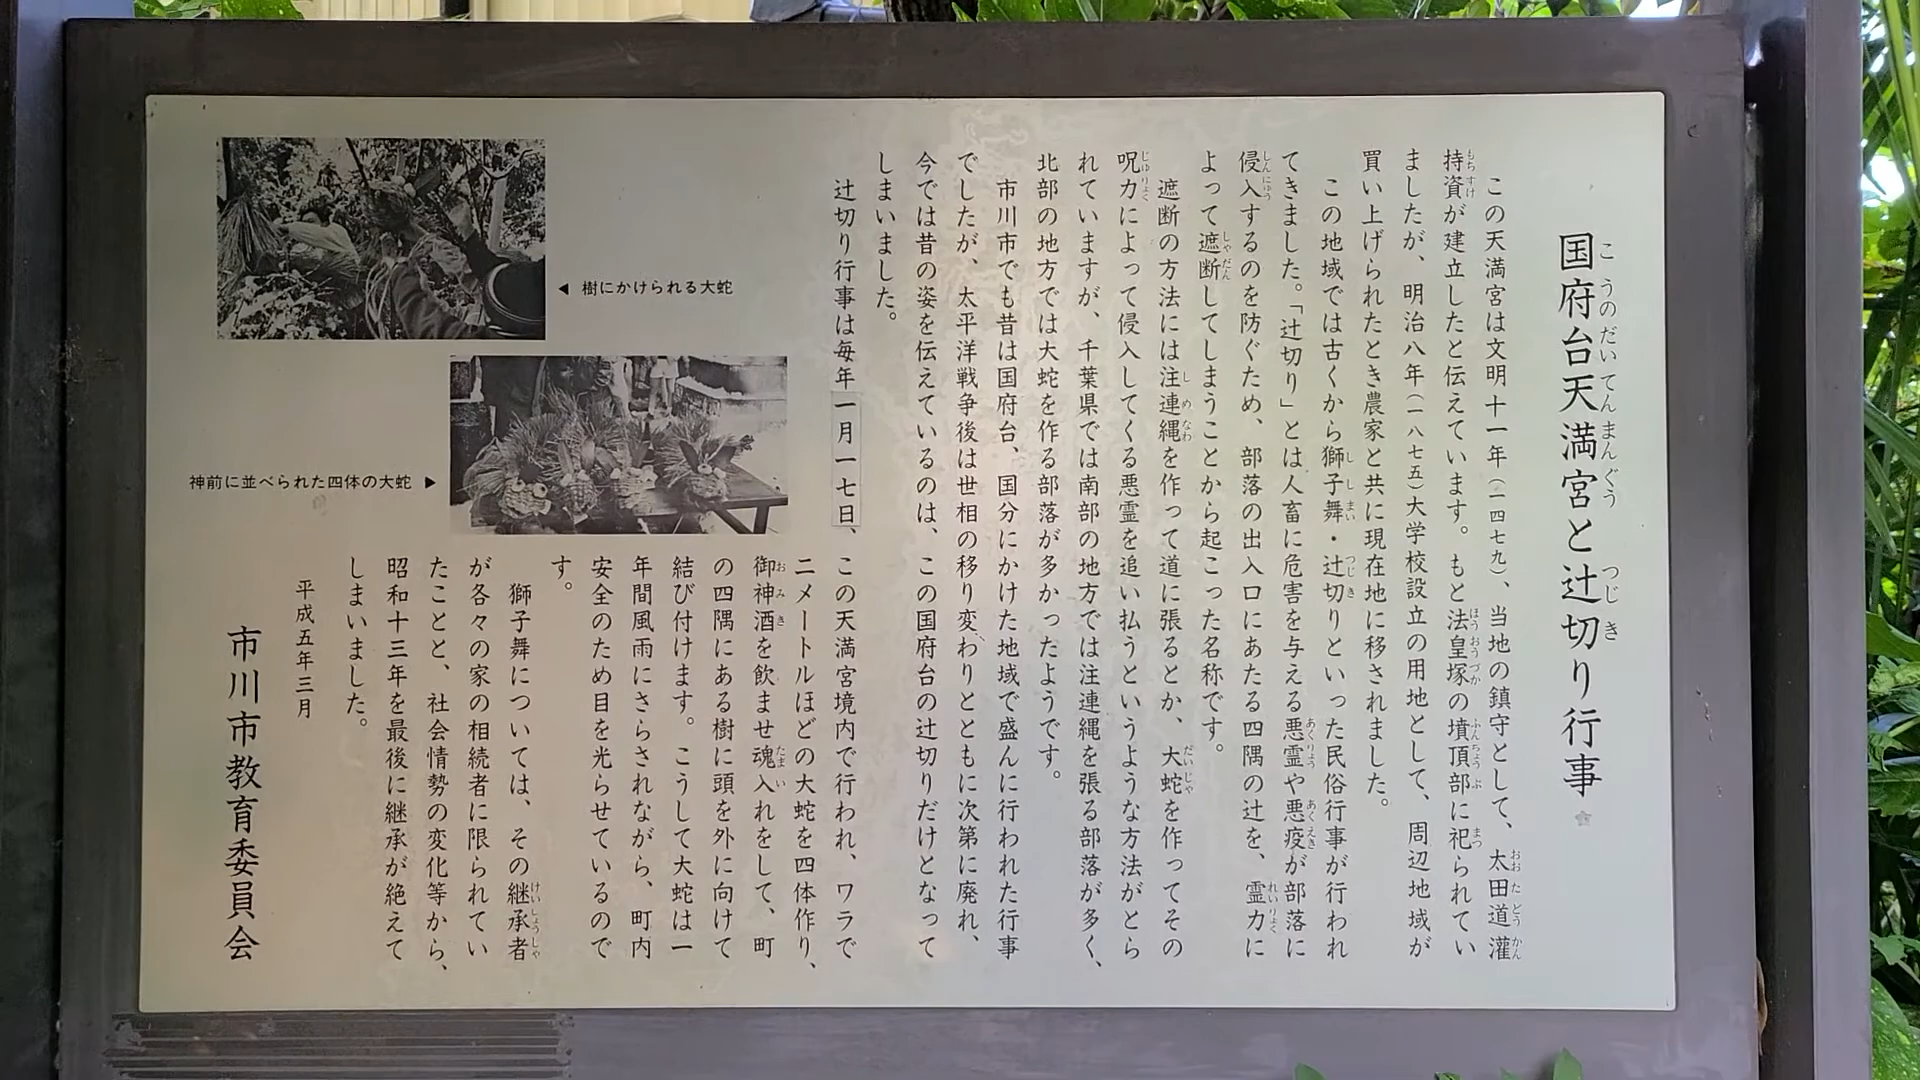 国府台天満宮と辻切り行事
この天満宮は文明十一年(一四七九)、当地の鎮守として、太田道灌
持資が建立したと伝えています。もと法皇塚の墳頂部に祀られてい
ましたが、明治八年(一八七五)大学校設立の用地として、周辺地域が
買い上げられたとき農家と共に現在地に移されました。
この地域では古くから獅子舞・辻切りといった民俗行事が行われ
てきました。「辻切り」とは人畜に危害を与える悪霊や悪疫が部落に
侵入するのを防ぐため、部落の出入口にあたる四隅の辻を、霊力に
よって遮断してしまうことから起こった名称です。
遮断の方法には注連縄を作って道に張るとか、大蛇を作ってその
呪力によって侵入してくる悪霊を追い払うというような方法がとら
れていますが、千葉県では南部の地方では注連縄を張る部落が多く、
北部の地方では大蛇を作る部落が多かったようです。
市川市でも昔は国府台、国分にかけた地域で盛んに行われた行事
でしたが、太平洋戦争後は世相の移り変わりとともに次第に廃れ、
今では昔の姿を伝えているのは、この国府台の辻切りだけとなって
しまいました。
辻切り行事は毎年一月一七日、この天満宮境内で行われ、ワラで
二メートルほどの大蛇を四体作り、
御神酒を飲ませ魂入れをして、町
の四隅にある樹に頭を外に向けて
結び付けます。こうして大蛇は一
年間風雨にさらされながら、町内
安全のため目を光らせているので
す。
獅子舞については、その継承者
が各々の家の相続者に限られてい
たことと、社会情勢の変化等から、
昭和十三年を最後に継承が絶えて
しまいました。
平成五年三月
市川市教育委員会
◀ 樹にかけられる大蛇
神前に並べられた四体の大蛇 ▶